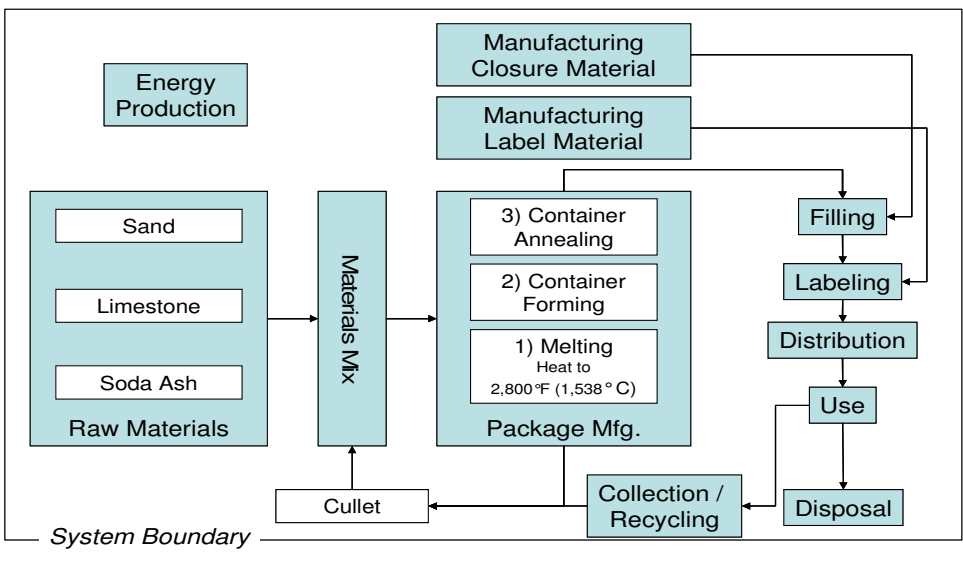 Manufacturing
Closure Material
Energy
Production
Manufacturing
Label Material
Sand
Limestone
Soda Ash
Raw Materials
Materials Mix
3) Container
Annealing
2) Container
Forming
1) Melting
Heat to
2,800°F (1,538°C)
Package Mfg.
Filling
Labeling
Distribution
Use
Disposal
Collection /
Recycling
Cullet
System Boundary